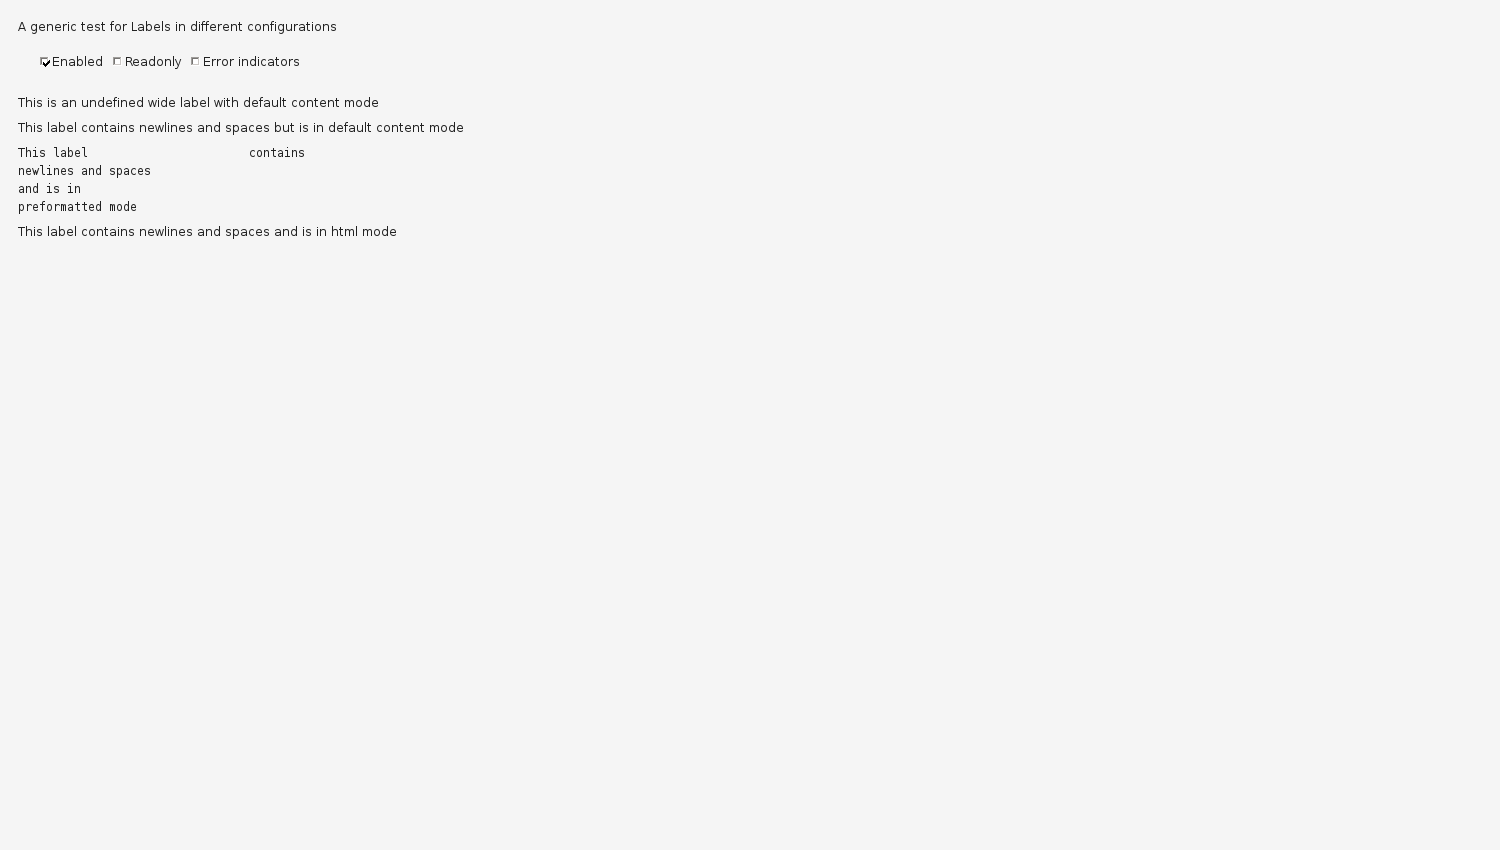 A generic test for Labels in different configurations
Enabled Readonly Error indicators
This is an undefined wide label with default content mode
This label contains newlines and spaces but is in default content mode
This label                       contains
newlines and spaces
and is in
preformatted mode
This label contains newlines and spaces and is in html mode